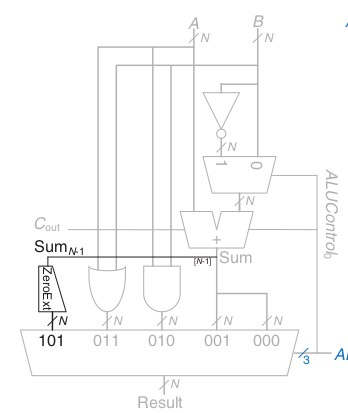 A B
N N
N
1 0
N
ALUControl0
Cout
+
SumN-1
[N-1] Sum
ZeroExt
N N N N N
101 011 010 001 000
3
N
Result